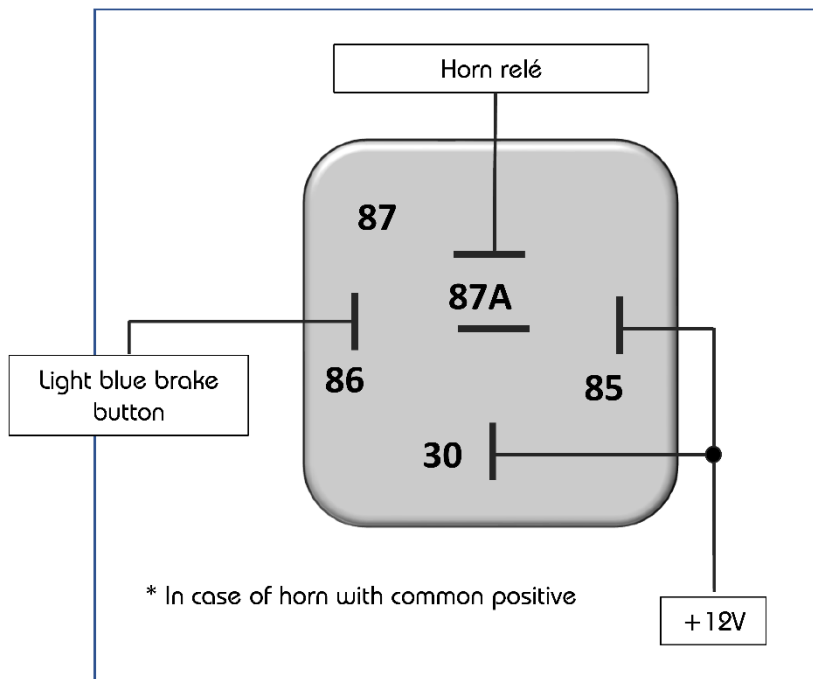 Horn relé
87
87A
Light blue brake
button
86
85
30
* In case of horn with common positive
+12V